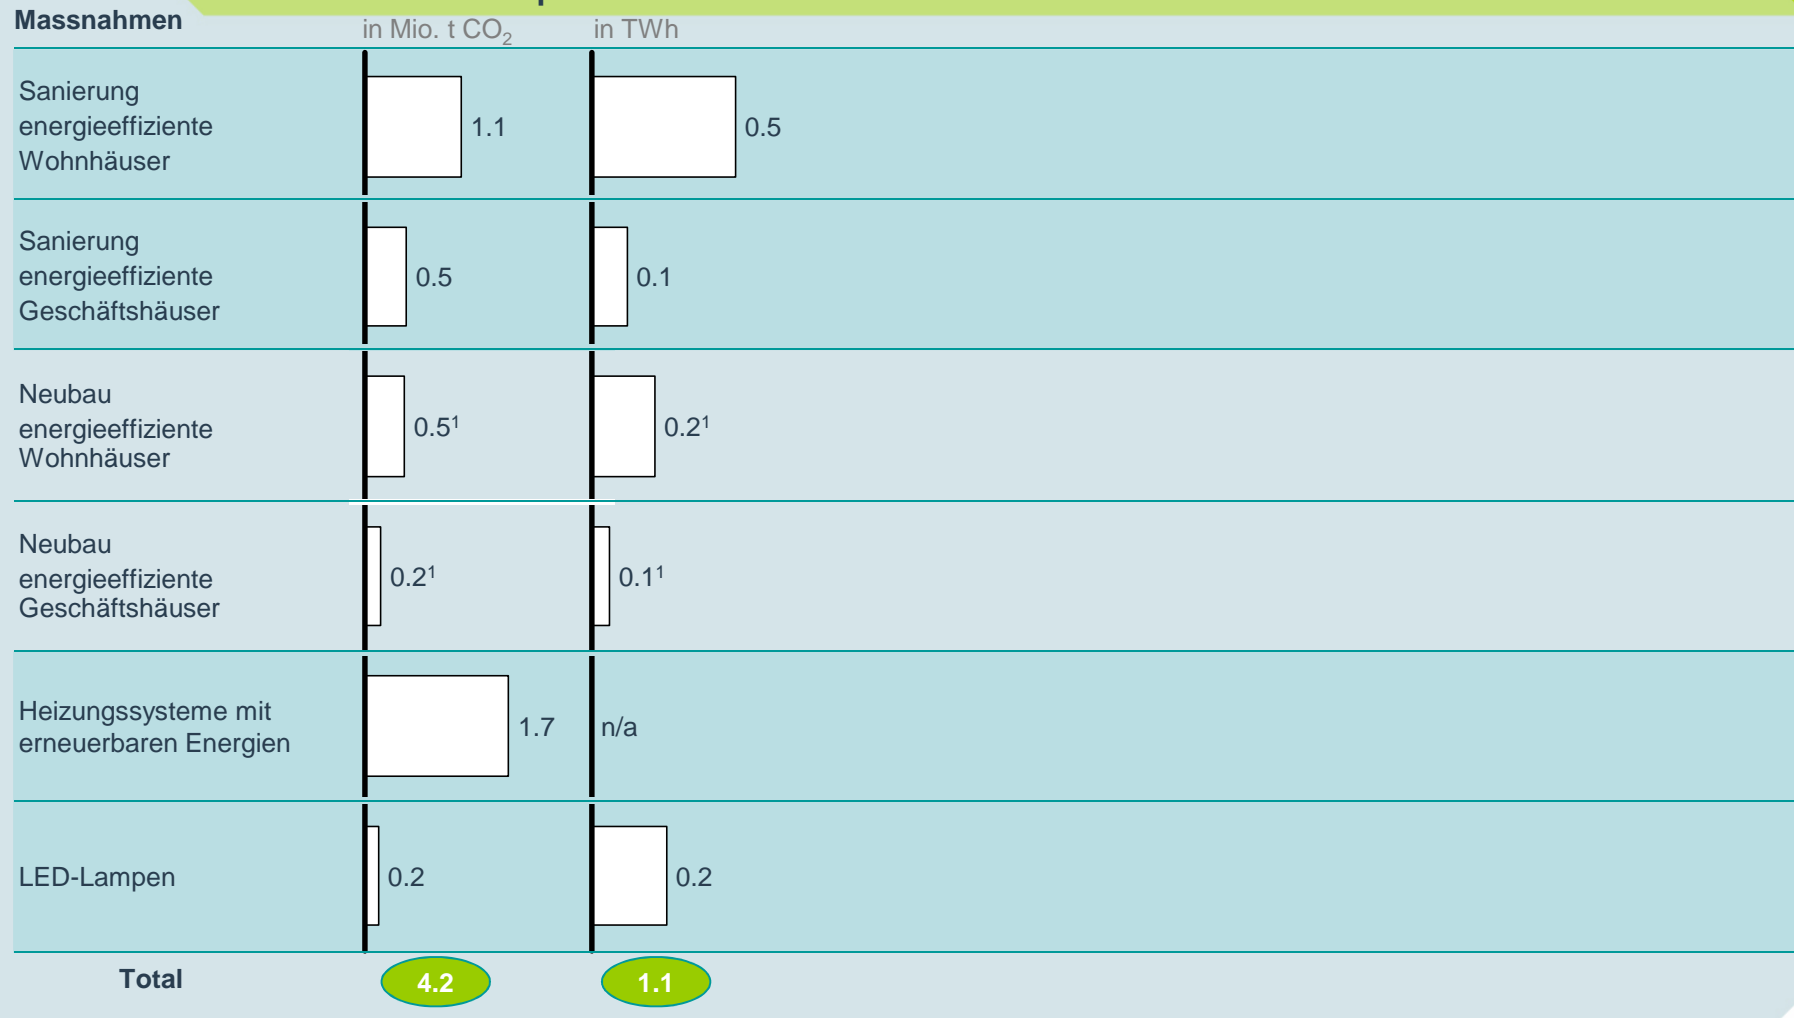 Massnahmen
in Mio. t CO₂
in TWh
Sanierung
energieeffiziente
Wohnhäuser
1.1
0.5
Sanierung
energieeffiziente
Geschäftshäuser
0.5
0.1
Neubau
energieeffiziente
Wohnhäuser
0.5¹
0.2¹
Neubau
energieeffiziente
Geschäftshäuser
0.2¹
0.1¹
Heizungssysteme mit
erneuerbaren Energien
1.7
n/a
LED-Lampen
0.2
0.2
Total
4.2
1.1